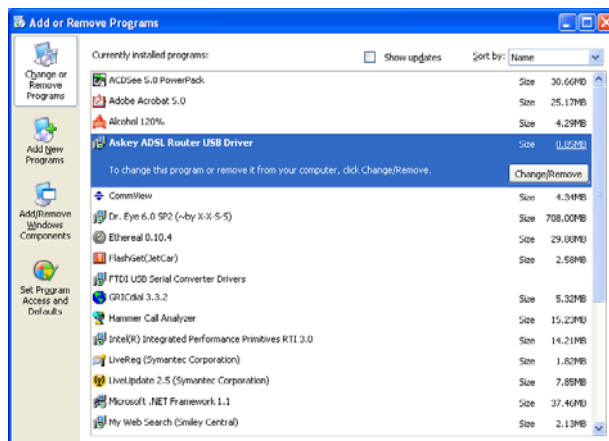 Add or Remove Programs
Change or
Remove
Programs
Add New
Programs
Add/Remove
Windows
Components
Set Program
Access and
Defaults
Currently installed programs:
Show updates
Sort by: Name
ACDSee 5.0 PowerPack Size 30.66MB
Adobe Acrobat 5.0 Size 25.17MB
Alcohol 120% Size 4.29MB
Askey ADSL Router USB Driver Size 0.85MB
To change this program or remove it from your computer, click Change/Remove.
Change/Remove
CommView Size 4.34MB
Dr. Eye 6.0 SP2 (~by X-X-S-S) Size 708.00MB
Ethereal 0.10.4 Size 29.88MB
FlashGet(JetCar) Size 2.58MB
FTDI USB Serial Converter Drivers
GRICdial 3.3.2 Size 5.32MB
Hammer Call Analyzer Size 15.23MB
Intel(R) Integrated Performance Primitives RTI 3.0 Size 14.21MB
LiveReg (Symantec Corporation) Size 1.82MB
LiveUpdate 2.5 (Symantec Corporation) Size 7.85MB
Microsoft .NET Framework 1.1 Size 37.46MB
My Web Search (Smiley Central) Size 2.13MB